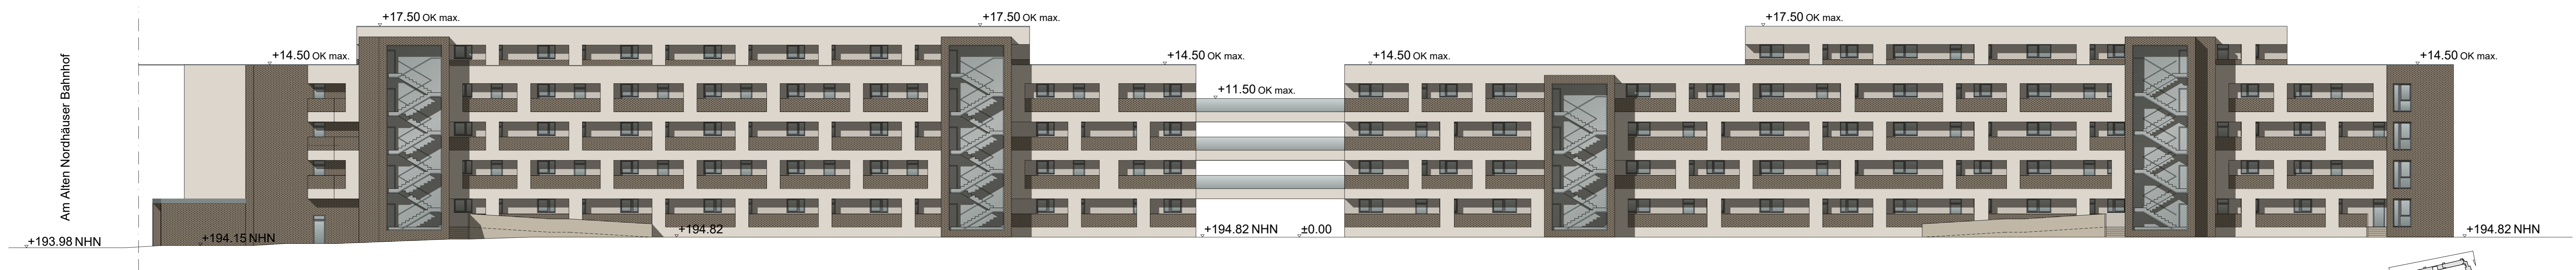 +17.50 OK max.
+17.50 OK max.
+17.50 OK max.
+14.50 OK max.
+14.50 OK max.
+14.50 OK max.
+14.50 OK max.
+11.50 OK max.
Am Alten Nordhäuser Bahnhof
+193.98 NHN
+194.15 NHN
+194.82
+194.82 NHN
±0.00
+194.82 NHN